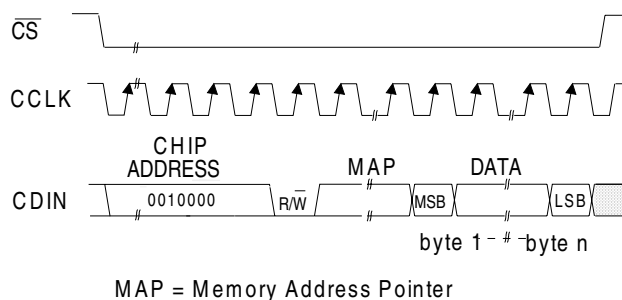 CS
CCLK
CHIP
ADDRESS
MAP
DATA
CDIN
0010000
R/W
MSB
LSB
byte 1
byte n
MAP = Memory Address Pointer